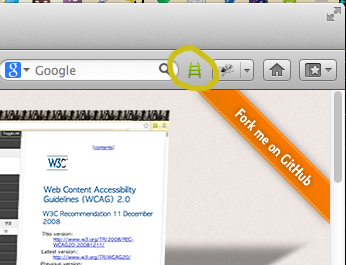 Google
Fork me on GitHub
[contents]
W3C
Web Content Accessibility
Guidelines (WCAG) 2.0
W3C Recommendation 11 December
2008
This version:
http://www.w3.org/TR/2008/REC-
WCAG20-20081211/
Latest version:
http://www.w3.org/TR/WCAG20/
Previous version: